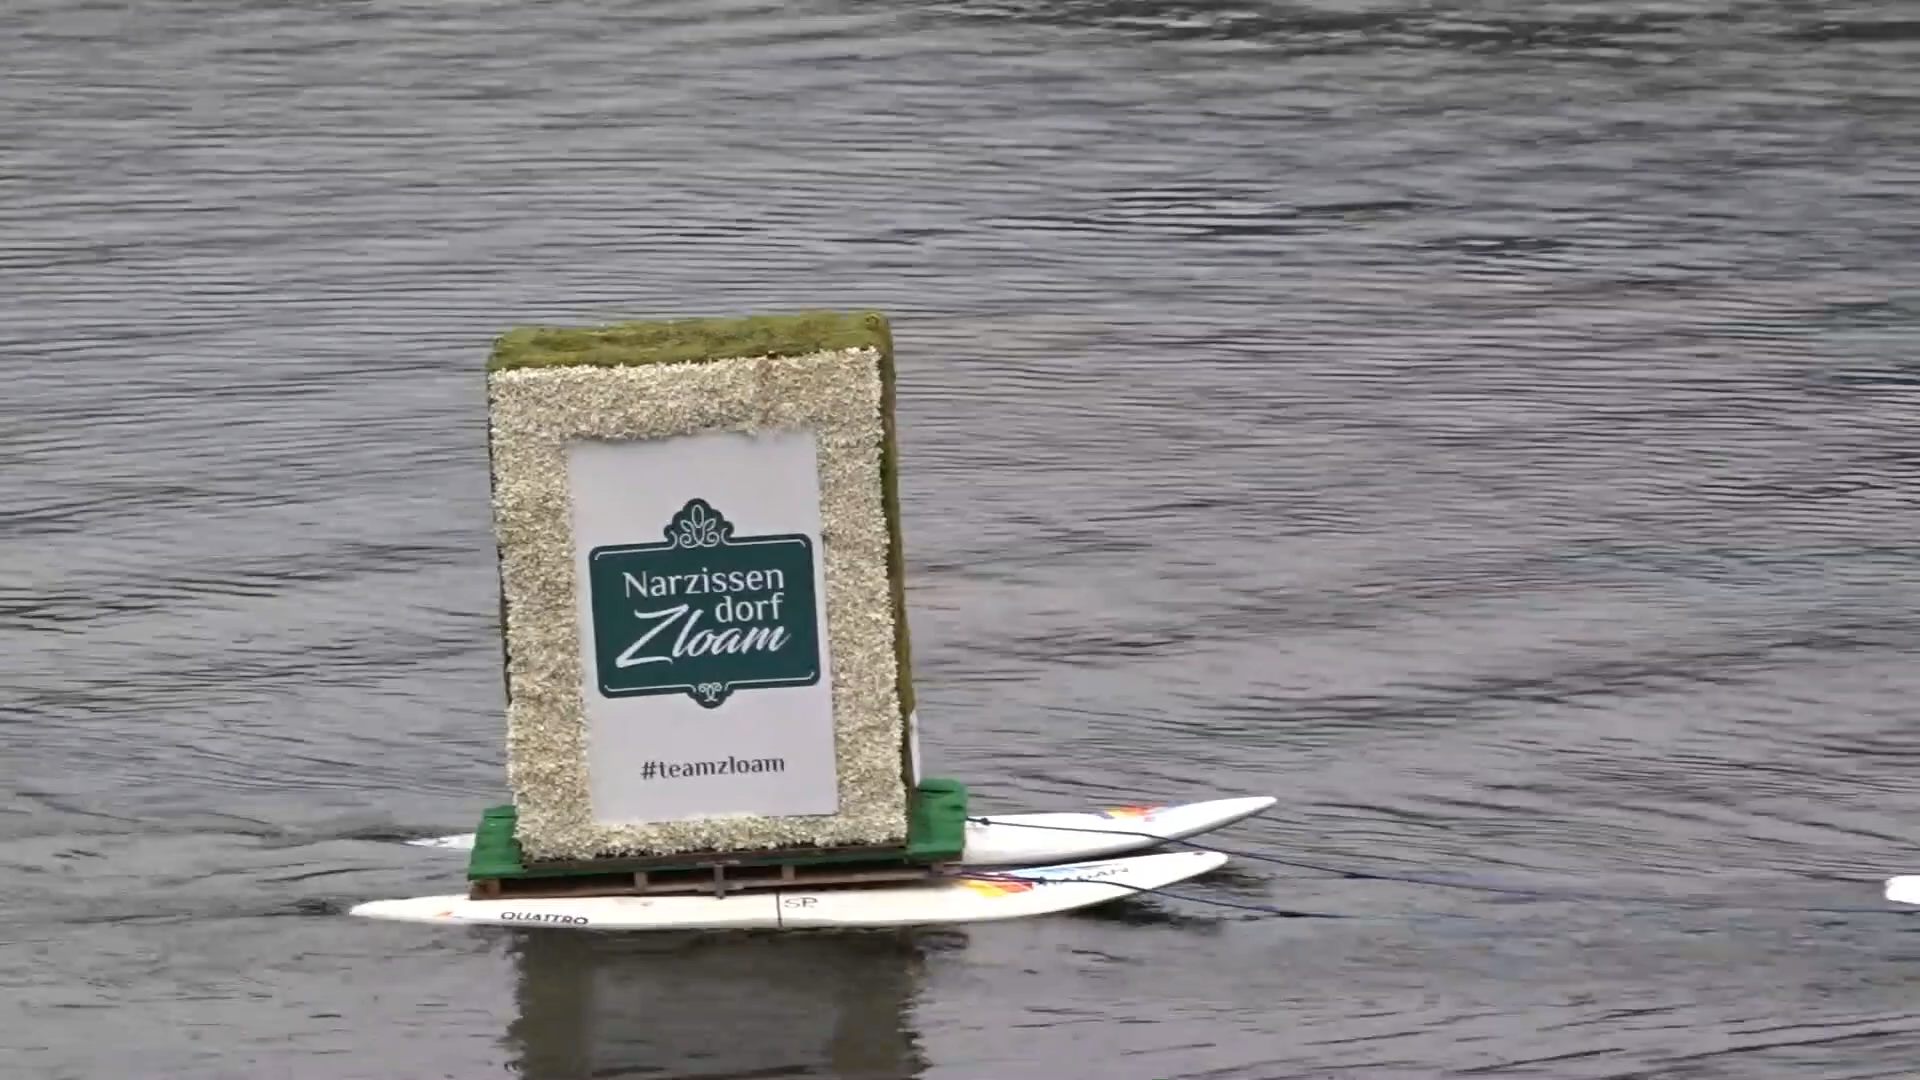 Narzissen
dorf
Zloam
#teamzloam
QUATTRO
SP.